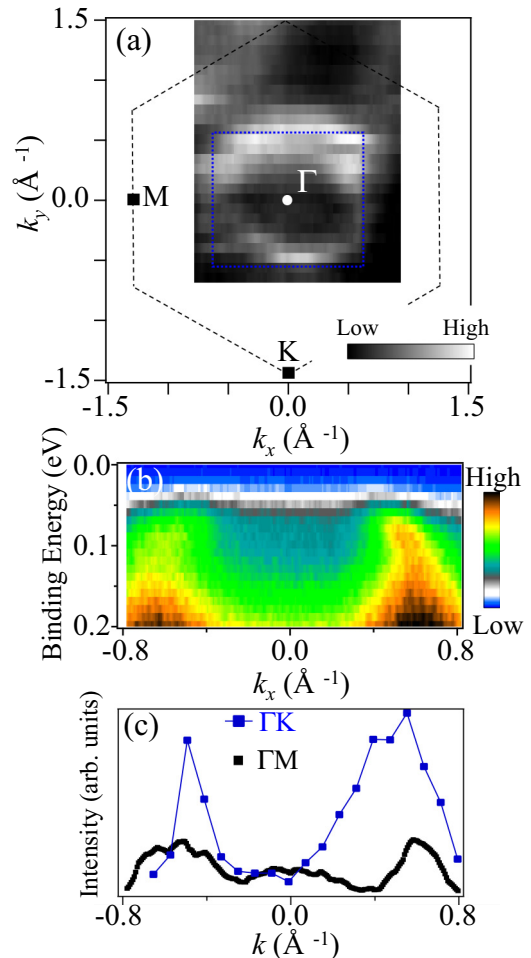 (a)
1.5
0.0
-1.5
k_y (Å ⁻¹)
Γ
M
K
Low High
-1.5 0.0 1.5
k_x (Å ⁻¹)
(b)
0.0
0.1
0.2
Binding Energy (eV)
High
Low
-0.8 0.0 0.8
k_x (Å ⁻¹)
(c)
ΓK
ΓM
Intensity (arb. units)
-0.8 0.0 0.8
k (Å ⁻¹)